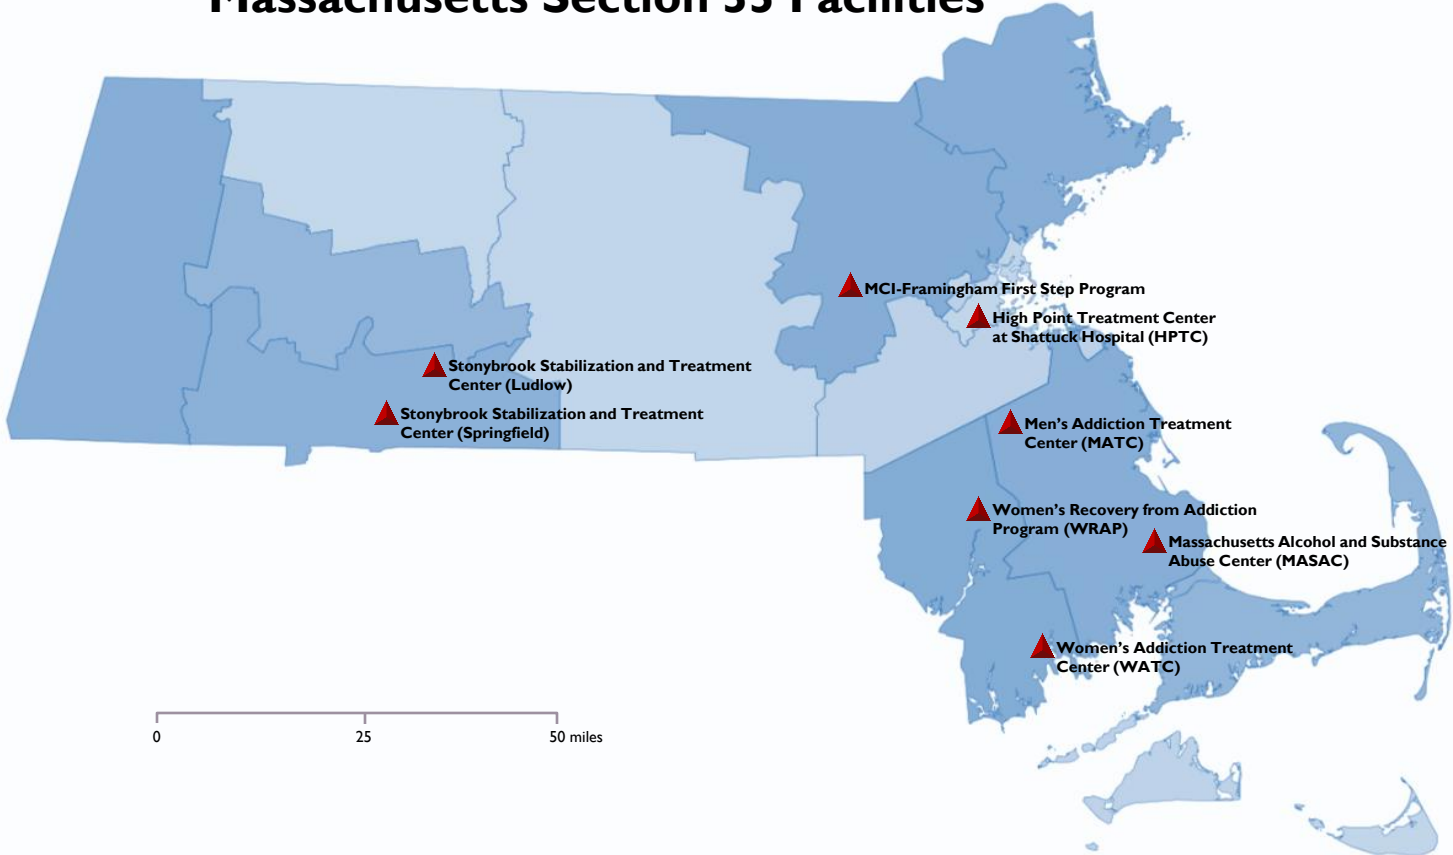 Massachusetts Section 35 Facilities
MCI-Framingham First Step Program
High Point Treatment Center
at Shattuck Hospital (HPTC)
Stonybrook Stabilization and Treatment
Center (Ludlow)
Stonybrook Stabilization and Treatment
Center (Springfield)
Men’s Addiction Treatment
Center (MATC)
Women’s Recovery from Addiction
Program (WRAP)
Massachusetts Alcohol and Substance
Abuse Center (MASAC)
Women’s Addiction Treatment
Center (WATC)
0 25 50 miles